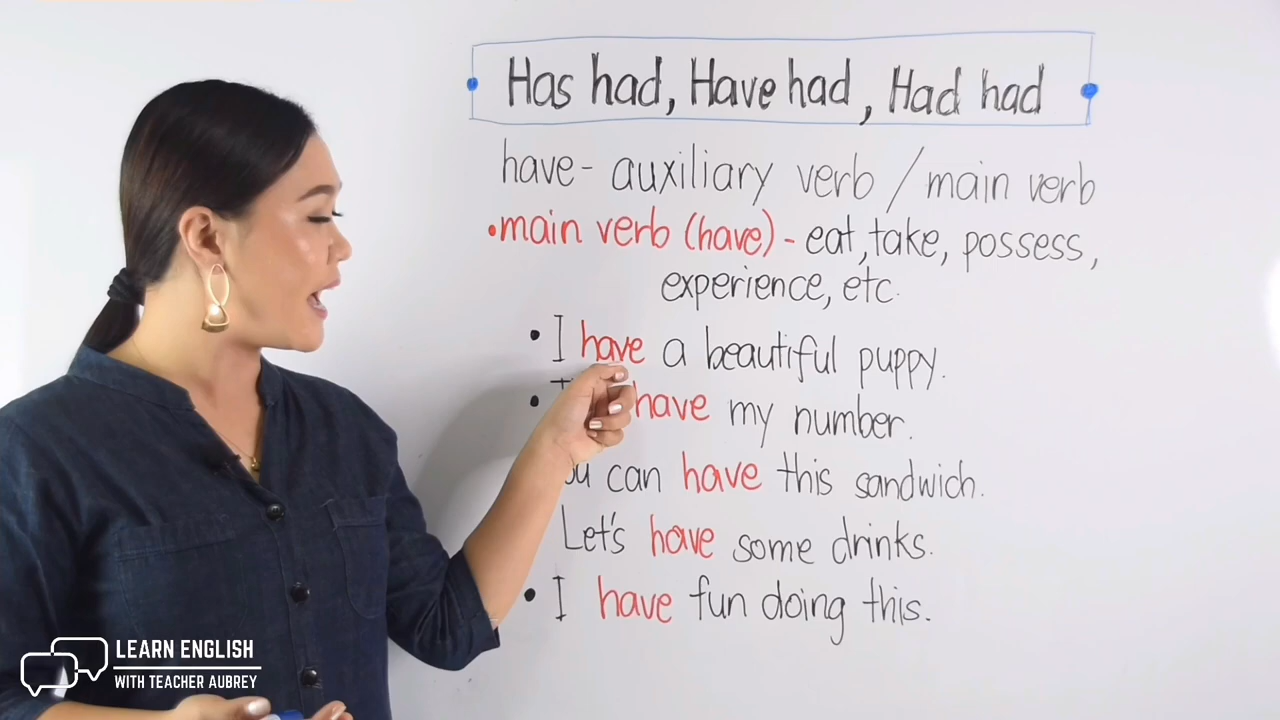 Has had, Have had, Had had
have - auxiliary verb / main verb
•main verb (have) - eat, take, possess,
experience, etc.
• I have a beautiful puppy.
• have my number.
can have this sandwich.
Let's have some drinks.
• I have fun doing this.
LEARN ENGLISH
WITH TEACHER AUBREY